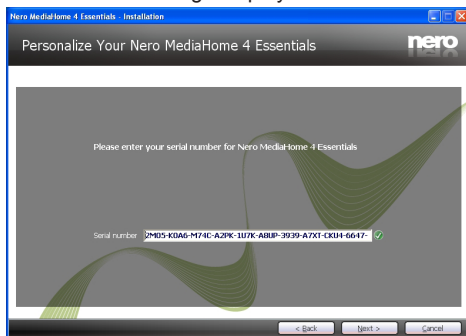 Nero MediaHome 4 Essentials - Installation
Personalize Your Nero MediaHome 4 Essentials
nero
Please enter your serial number for Nero MediaHome 4 Essentials
Serial number 2M05-K0A6-M74C-A2PK-1U7K-A8UP-3939-A7XT-CKU4-6647-
< Back Next > Cancel